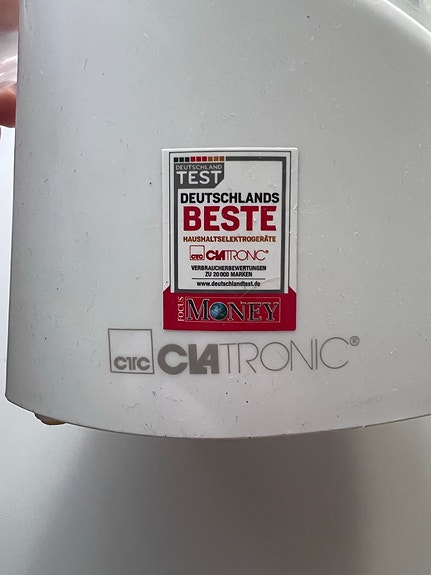 DEUTSCHLAND
TEST
DEUTSCHLANDS
BESTE
HAUSHALTSELEKTROGERÄTE
CTC CLATRONIC®
VERBRAUCHERBEWERTUNGEN
ZU 20 000 MARKEN
www.deutschlandtest.de
FOCUS MONEY
CTC CLATRONIC®